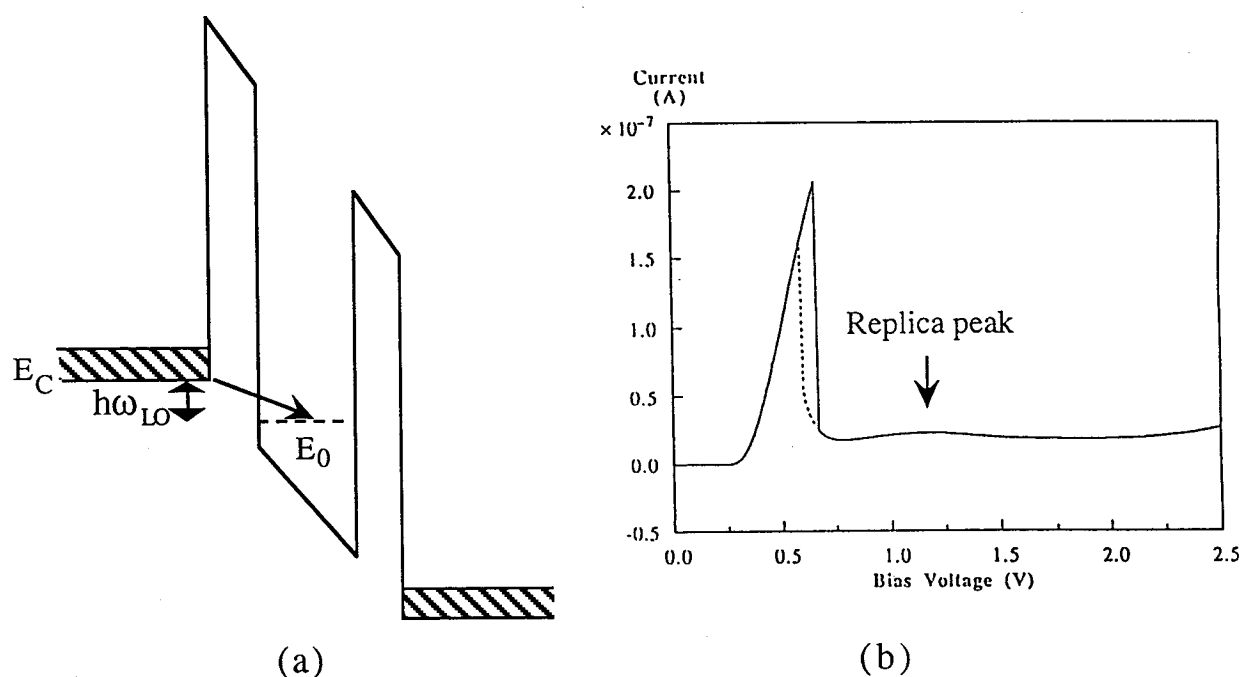 E_C
hω_LO
E_0
(a)
Current
(A)
× 10^-7
2.0
1.5
1.0
0.5
0.0
-0.5
0.0 0.5 1.0 1.5 2.0 2.5
Bias Voltage (V)
Replica peak
(b)